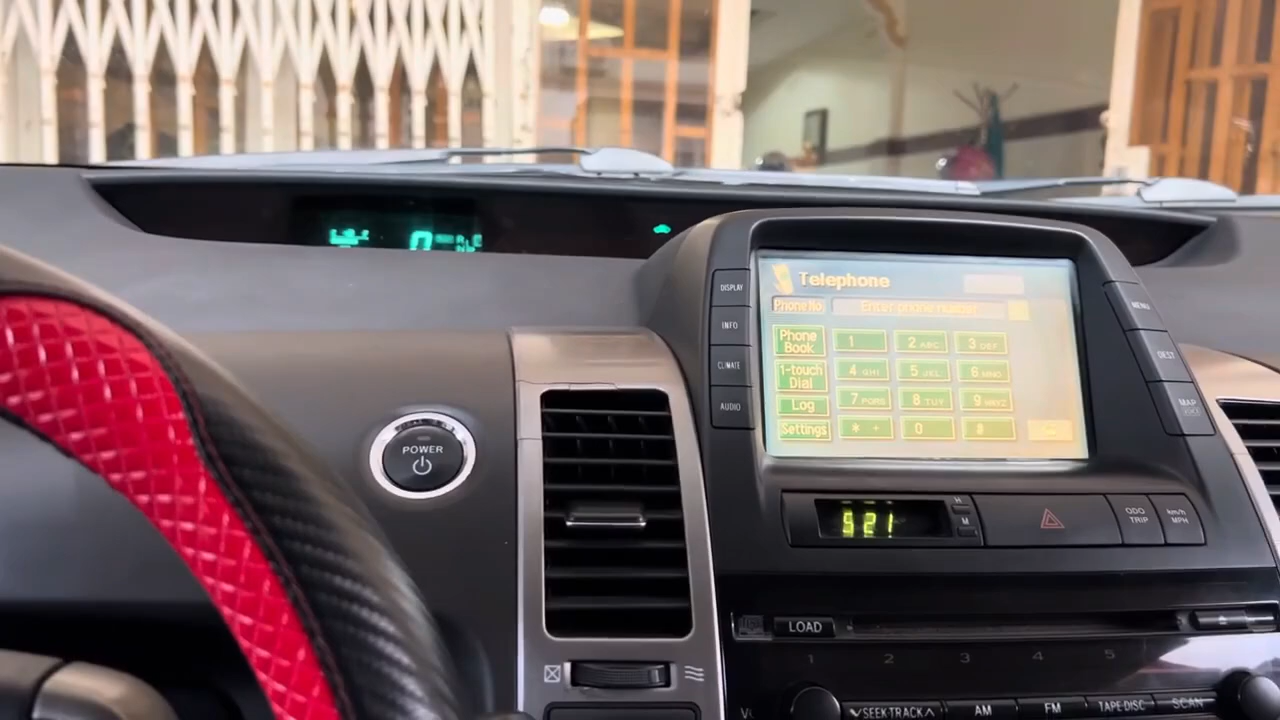 0
Telephone
Phone No
Enter phone number
Phone Book
1
2 ABC
3 DEF
1-touch Dial
4 GHI
5 JKL
6 MNO
Log
7 PQRS
8 TUV
9 WXYZ
Settings
* +
0
#
DISPLAY
INFO
CLIMATE
AUDIO
MENU
DEST
MAP
POWER
5:21
H
M
ODO
TRIP
km/h
MPH
LOAD
1 2 3 4 5
SEEK·TRACK
AM
FM
TAPE·DISC
SCAN